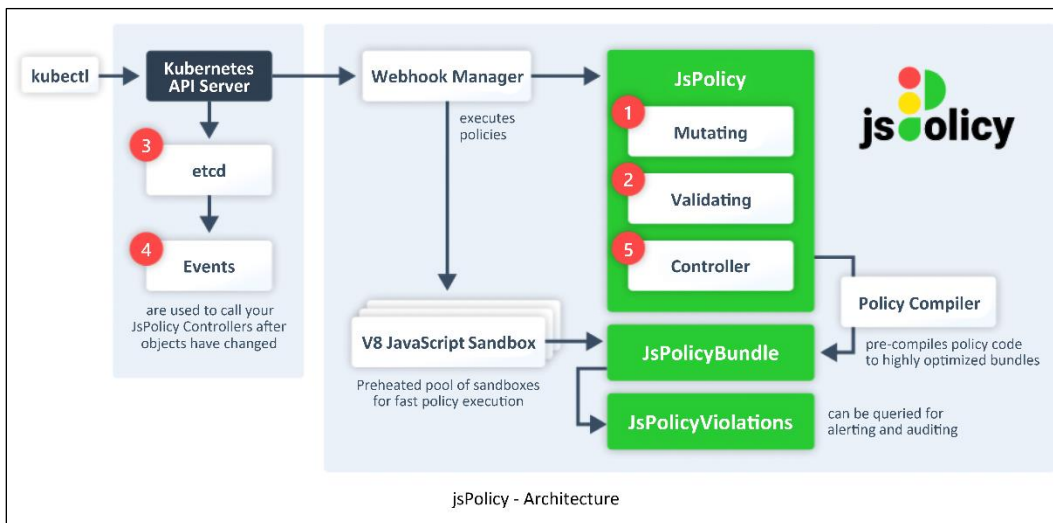 kubectl
Kubernetes
API Server
3
etcd
4
Events
are used to call your
JsPolicy Controllers after
objects have changed
Webhook Manager
executes
policies
V8 JavaScript Sandbox
Preheated pool of sandboxes
for fast policy execution
JsPolicy
1
Mutating
2
Validating
5
Controller
jsPolicy
Policy Compiler
pre-compiles policy code
to highly optimized bundles
JsPolicyBundle
JsPolicyViolations
can be queried for
alerting and auditing
jsPolicy - Architecture